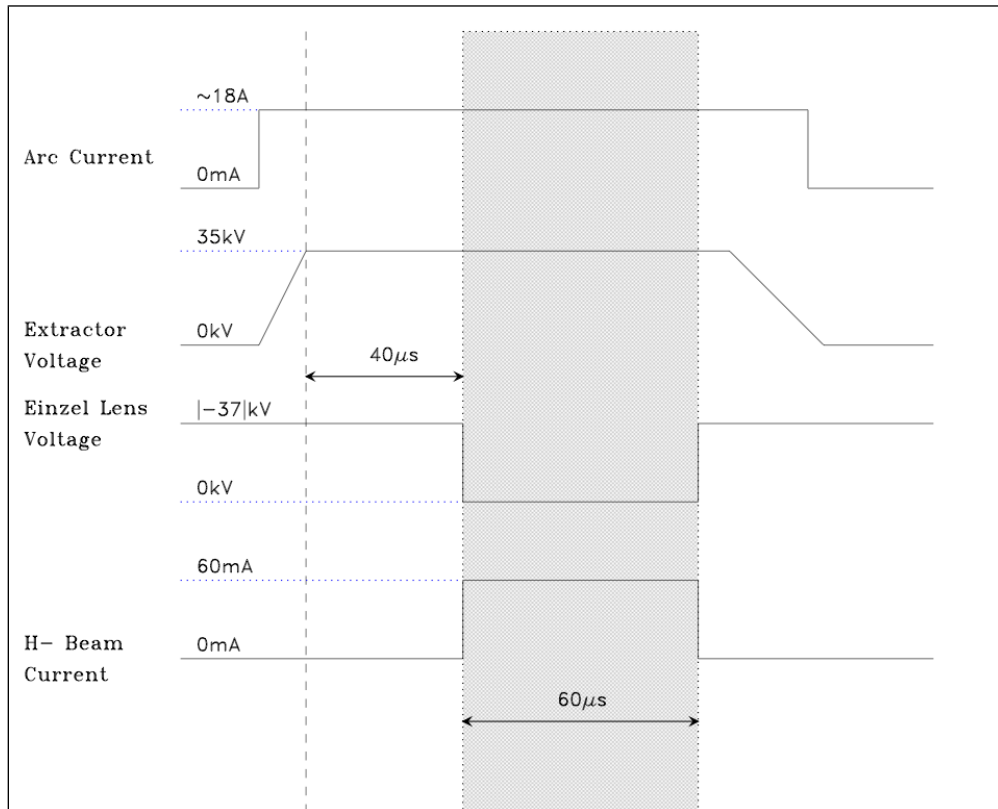 ~18A
Arc Current
0mA
35kV
Extractor
Voltage
0kV
40μs
Einzel Lens
Voltage
|−37|kV
0kV
60mA
H− Beam
Current
0mA
60μs